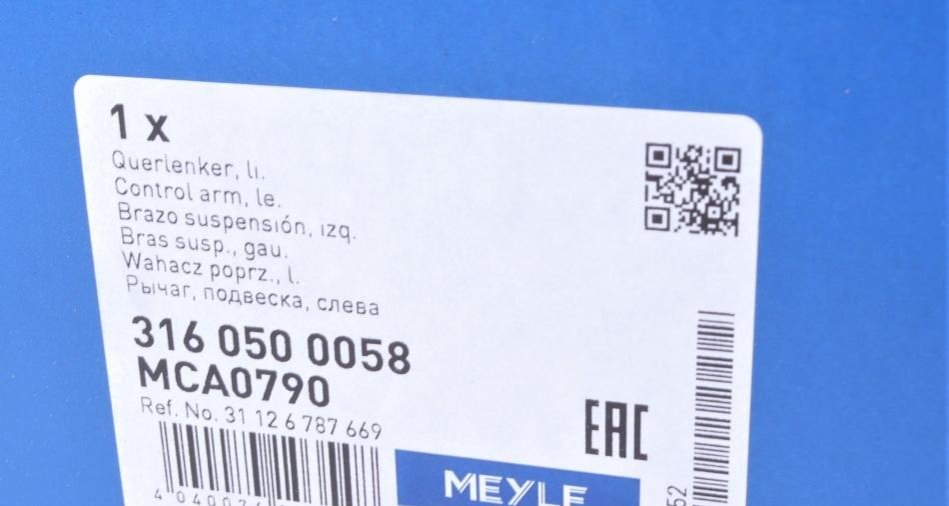 1 x
Querlenker, li.
Control arm, le.
Brazo suspensión, izq.
Bras susp., gau.
Wahacz poprz., l.
Рычаг, подвеска, слева
316 050 0058
MCA0790
Ref. No. 31 12 6 787 669
EAC
MEYLE
52